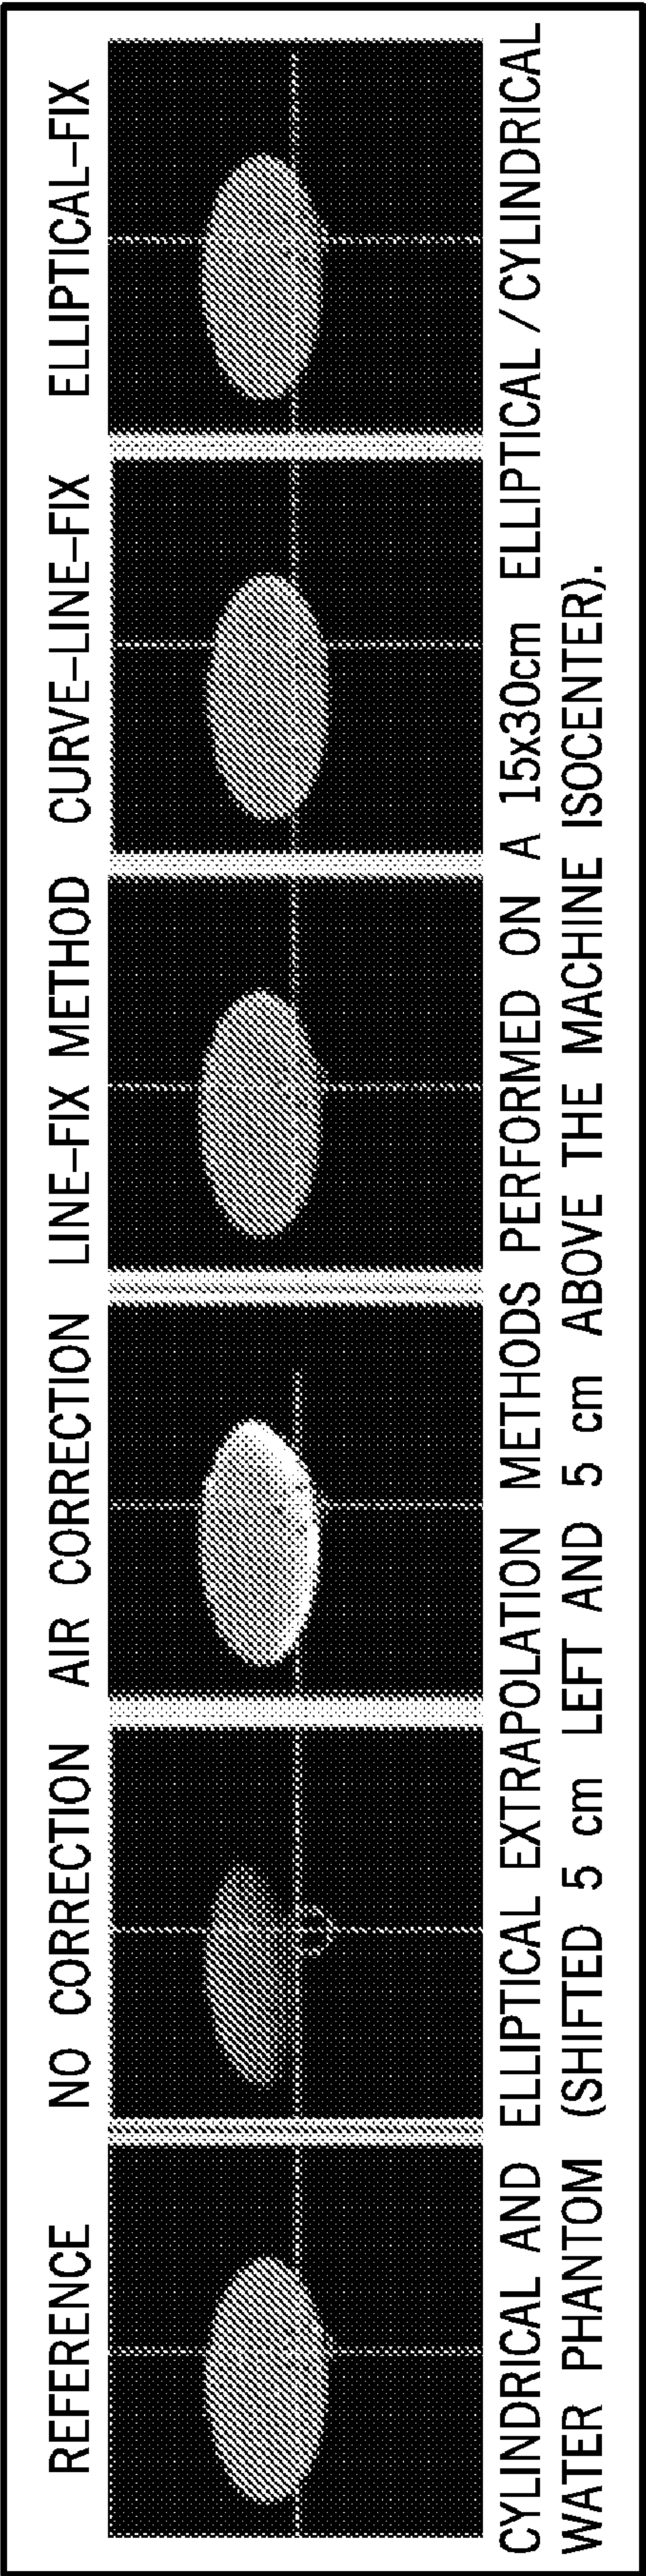 REFERENCE NO CORRECTION AIR CORRECTION LINE-FIX METHOD CURVE-LINE-FIX ELLIPTICAL-FIX
CYLINDRICAL AND ELLIPTICAL EXTRAPOLATION METHODS PERFORMED ON A 15x30cm ELLIPTICAL/CYLINDRICAL
WATER PHANTOM (SHIFTED 5 cm LEFT AND 5 cm ABOVE THE MACHINE ISOCENTER).